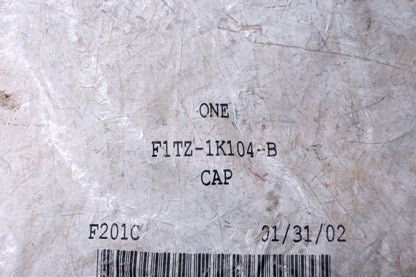 ONE
F1TZ-1K104-B
CAP
F201C 01/31/02